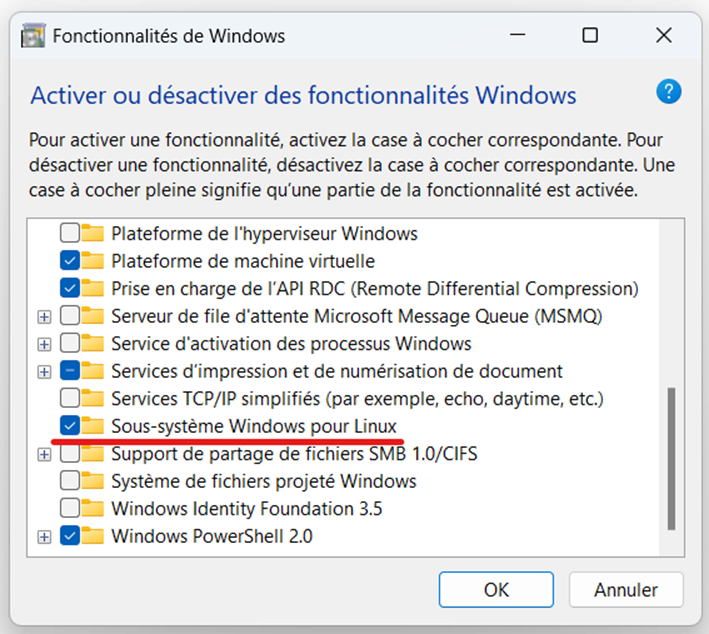 Fonctionnalités de Windows
Activer ou désactiver des fonctionnalités Windows
?
Pour activer une fonctionnalité, activez la case à cocher correspondante. Pour
désactiver une fonctionnalité, désactivez la case à cocher correspondante. Une
case à cocher pleine signifie qu’une partie de la fonctionnalité est activée.
Plateforme de l'hyperviseur Windows
Plateforme de machine virtuelle
Prise en charge de l’API RDC (Remote Differential Compression)
Serveur de file d'attente Microsoft Message Queue (MSMQ)
Service d'activation des processus Windows
Services d’impression et de numérisation de document
Services TCP/IP simplifiés (par exemple, echo, daytime, etc.)
Sous-système Windows pour Linux
Support de partage de fichiers SMB 1.0/CIFS
Système de fichiers projeté Windows
Windows Identity Foundation 3.5
Windows PowerShell 2.0
OK
Annuler